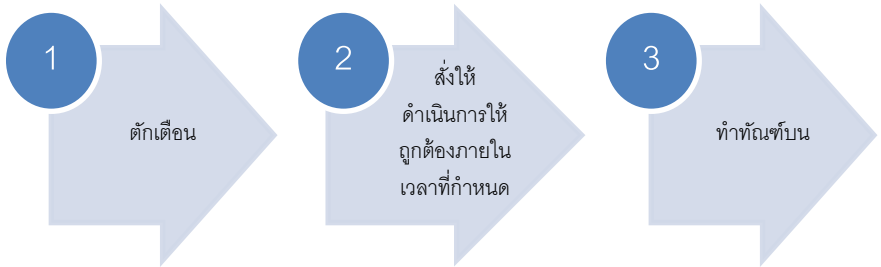 1
ตักเตือน
2
สั่งให้
ดำเนินการให้
ถูกต้องภายใน
เวลาที่กำหนด
3
ทำทัณฑ์บน